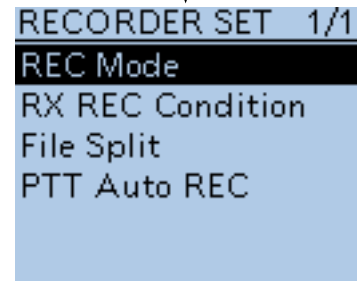 RECORDER SET 1/1
REC Mode
RX REC Condition
File Split
PTT Auto REC